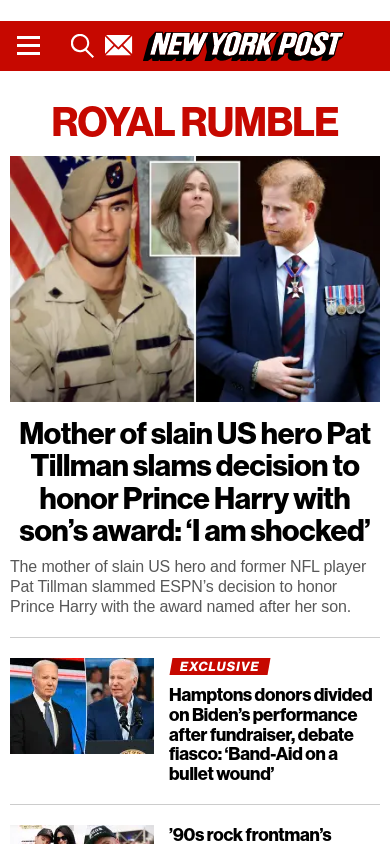 NEW YORK POST
ROYAL RUMBLE
Mother of slain US hero Pat
Tillman slams decision to
honor Prince Harry with
son’s award: ‘I am shocked’
The mother of slain US hero and former NFL player
Pat Tillman slammed ESPN’s decision to honor
Prince Harry with the award named after her son.
EXCLUSIVE
Hamptons donors divided
on Biden’s performance
after fundraiser, debate
fiasco: ‘Band-Aid on a
bullet wound’
’90s rock frontman’s